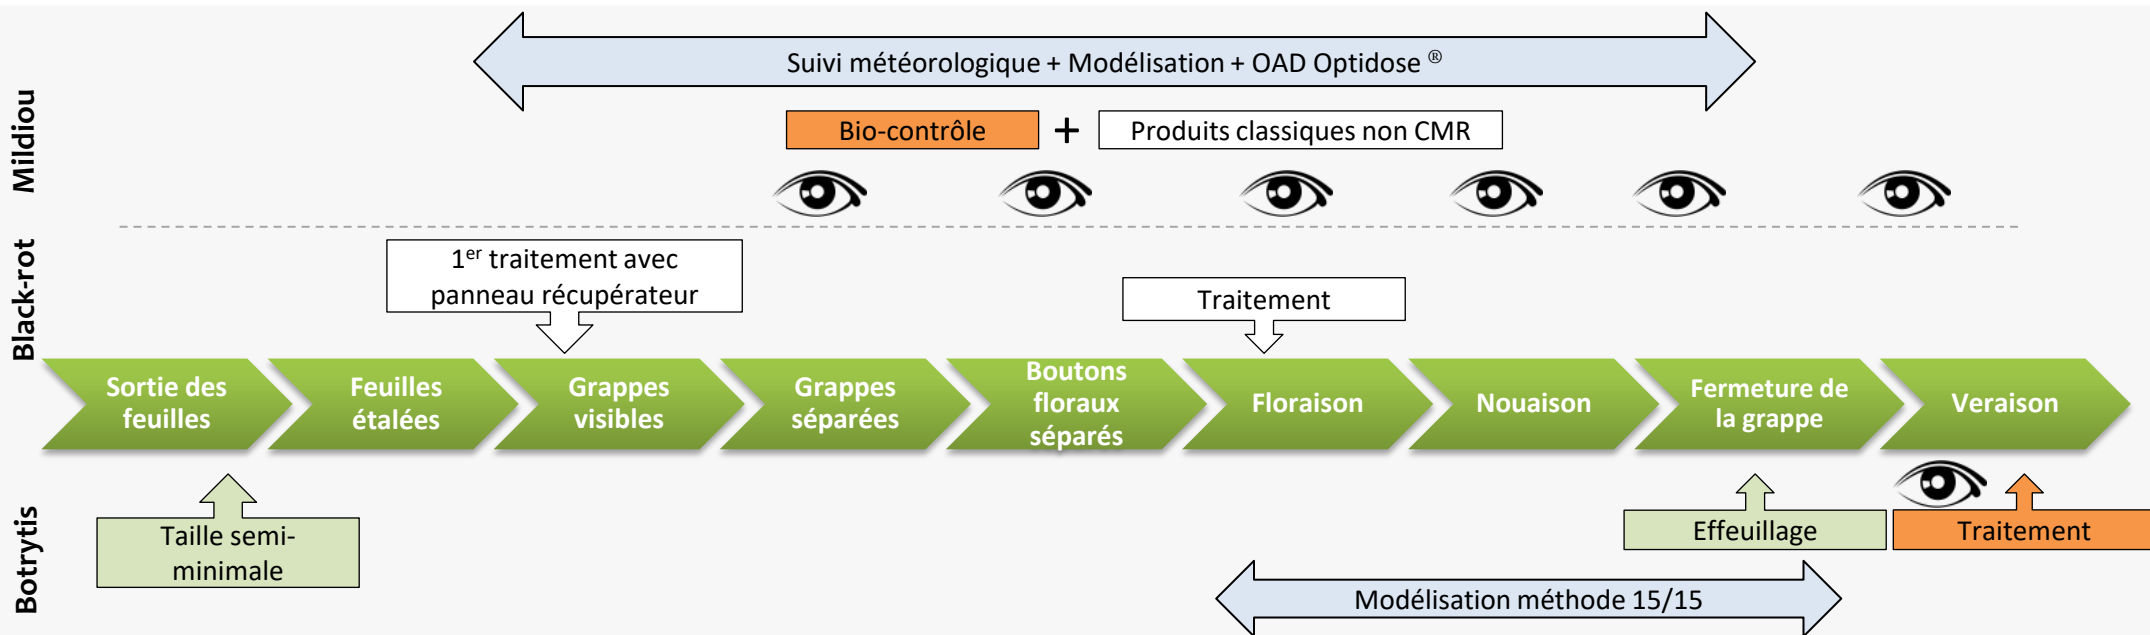 Suivi météorologique + Modélisation + OAD Optidose ®
Mildiou
Bio-contrôle + Produits classiques non CMR
Black-rot
1er traitement avec
panneau récupérateur
Traitement
Sortie des
feuilles
Feuilles
étalées
Grappes
visibles
Grappes
séparées
Boutons
floraux
séparés
Floraison
Nouaison
Fermeture de
la grappe
Veraison
Botrytis
Taille semi-
minimale
Effeuillage
Traitement
Modélisation méthode 15/15